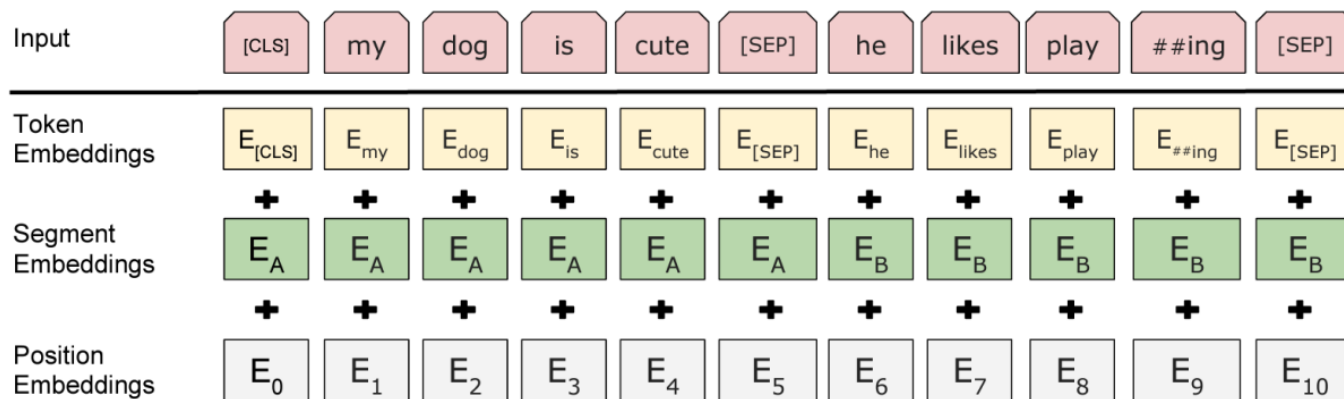 Input [CLS] my dog is cute [SEP] he likes play ##ing [SEP]
Token Embeddings E[CLS] Emy Edog Eis Ecute E[SEP] Ehe Elikes Eplay E##ing E[SEP]
+ + + + + + + + + + +
Segment Embeddings EA EA EA EA EA EA EB EB EB EB EB
+ + + + + + + + + + +
Position Embeddings E0 E1 E2 E3 E4 E5 E6 E7 E8 E9 E10